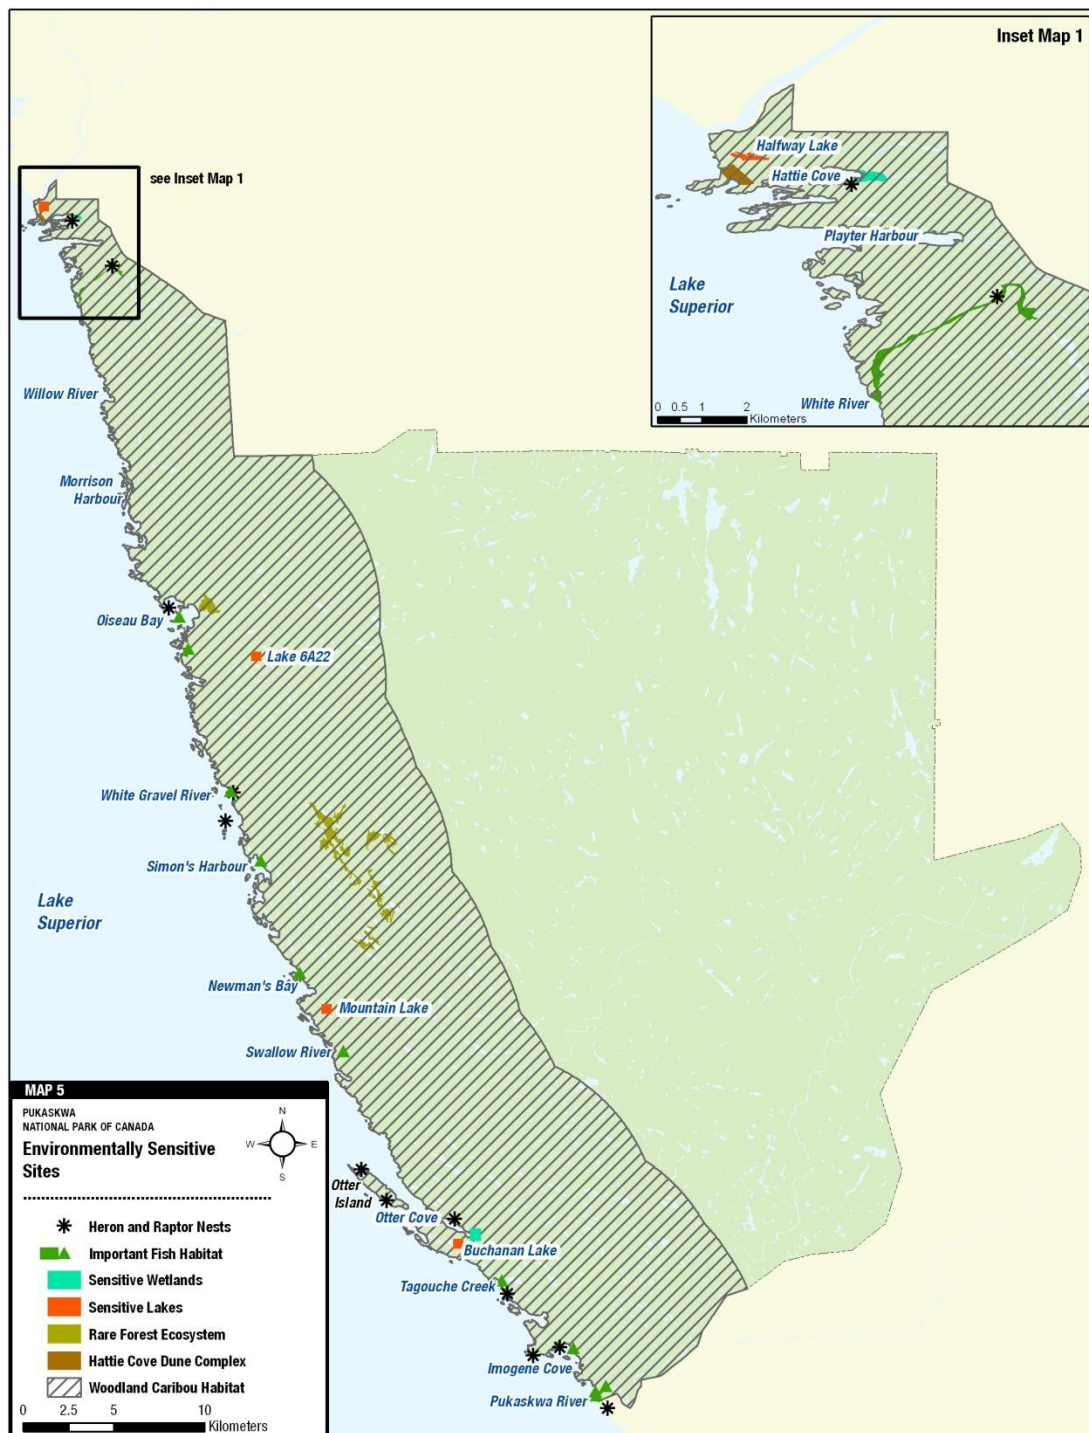 Inset Map 1
Halfway Lake
Hattie Cove
Playter Harbour
Lake
Superior
White River
0 0.5 1 2
Kilometers
see Inset Map 1
Willow River
Morrison
Harbour
Oiseau Bay
Lake 6A22
White Gravel River
Simon's Harbour
Lake
Superior
Newman's Bay
Mountain Lake
Swallow River
Otter
Island
Otter Cove
Buchanan Lake
Tagouche Creek
Imogene Cove
Pukaskwa River
MAP 5
PUKASKWA
NATIONAL PARK OF CANADA
Environmentally Sensitive
Sites
N
W E
S
Heron and Raptor Nests
Important Fish Habitat
Sensitive Wetlands
Sensitive Lakes
Rare Forest Ecosystem
Hattie Cove Dune Complex
Woodland Caribou Habitat
0 2.5 5 10
Kilometers